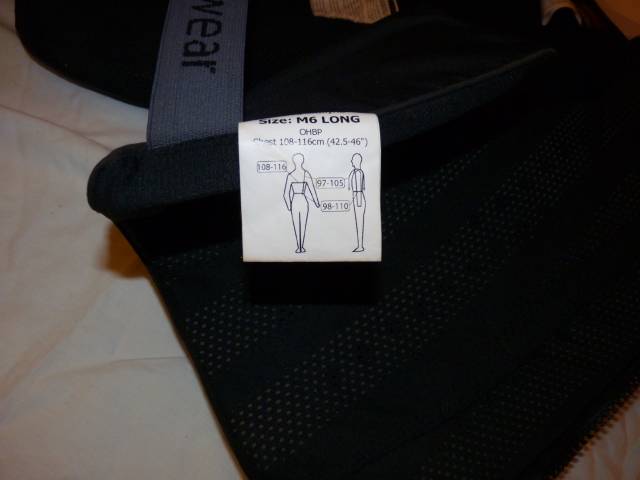 wear
Size: M6 LONG
OHBP
Chest 108-116cm (42.5-46")
108-116
97-105
98-110